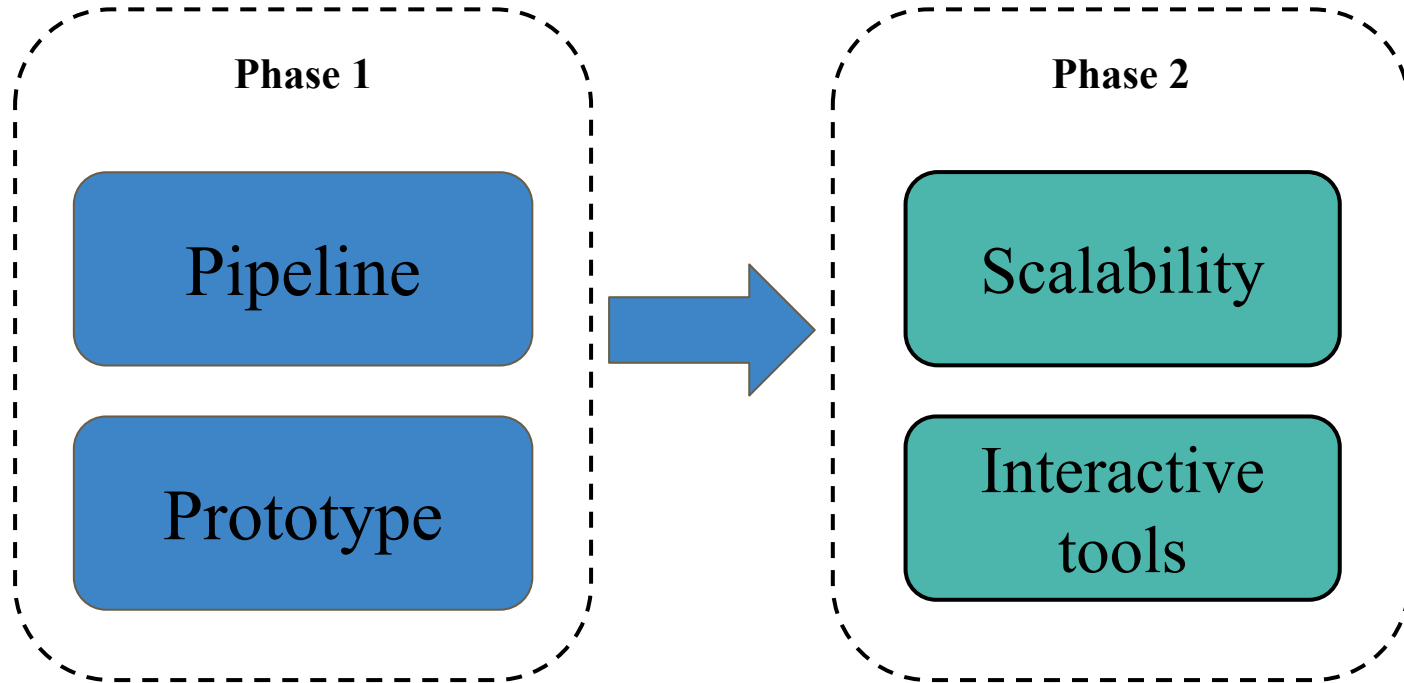 Phase 1
Pipeline
Prototype
Phase 2
Scalability
Interactive
tools